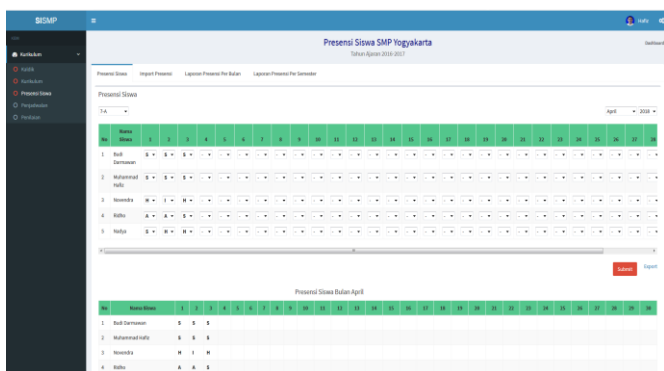 SISMP
Hafiz
Kurikulum
Kaldik
Kurikulum
Presensi Siswa
Penjadwalan
Penilaian
Presensi Siswa SMP Yogyakarta
Tahun Ajaran 2016-2017
Dashboard
Presensi Siswa Import Presensi Laporan Presensi Per Bulan Laporan Presensi Per Semester
Presensi Siswa
7-A April 2018
No Nama Siswa 1 2 3 4 5 6 7 8 9 10 11 12 13 14 15 16 17 18 19 20 21 22 23 24 25 26 27 28
1 Budi Darmawan S S S - - - - - - - - - - - - - - - - - - - - - - - - -
2 Muhammad Hafiz S S S - - - - - - - - - - - - - - - - - - - - - - - - -
3 Novendra H I H - - - - - - - - - - - - - - - - - - - - - - - - -
4 Ridho A A S - - - - - - - - - - - - - - - - - - - - - - - - -
5 Nadya S H H - - - - - - - - - - - - - - - - - - - - - - - - -
Submit Export
Presensi Siswa Bulan April
No Nama Siswa 1 2 3 4 5 6 7 8 9 10 11 12 13 14 15 16 17 18 19 20 21 22 23 24 25 26 27 28 29 30
1 Budi Darmawan S S S
2 Muhammad Hafiz S S S
3 Novendra H I H
4 Ridho A A S